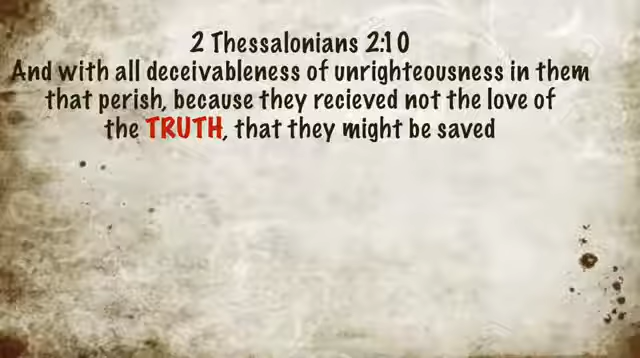 2 Thessalonians 2:10
And with all deceivableness of unrighteousness in them
that perish, because they recieved not the love of
the TRUTH, that they might be saved